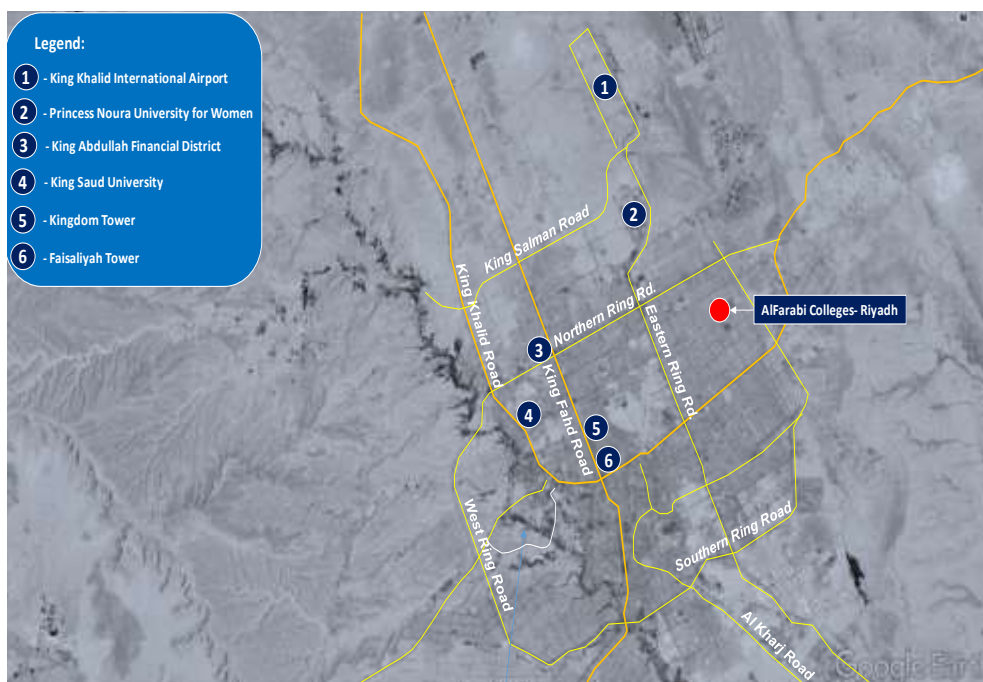 Legend:
1 - King Khalid International Airport
2 - Princess Noura University for Women
3 - King Abdullah Financial District
4 - King Saud University
5 - Kingdom Tower
6 - Faisaliyah Tower
1
2
King Salman Road
King Khalid Road
Northern Ring Rd.
Eastern Ring Rd.
AlFarabi Colleges- Riyadh
3
King Fahd Road
4
5
6
West Ring Road
Southern Ring Road
Al Kharj Road
Google Earth